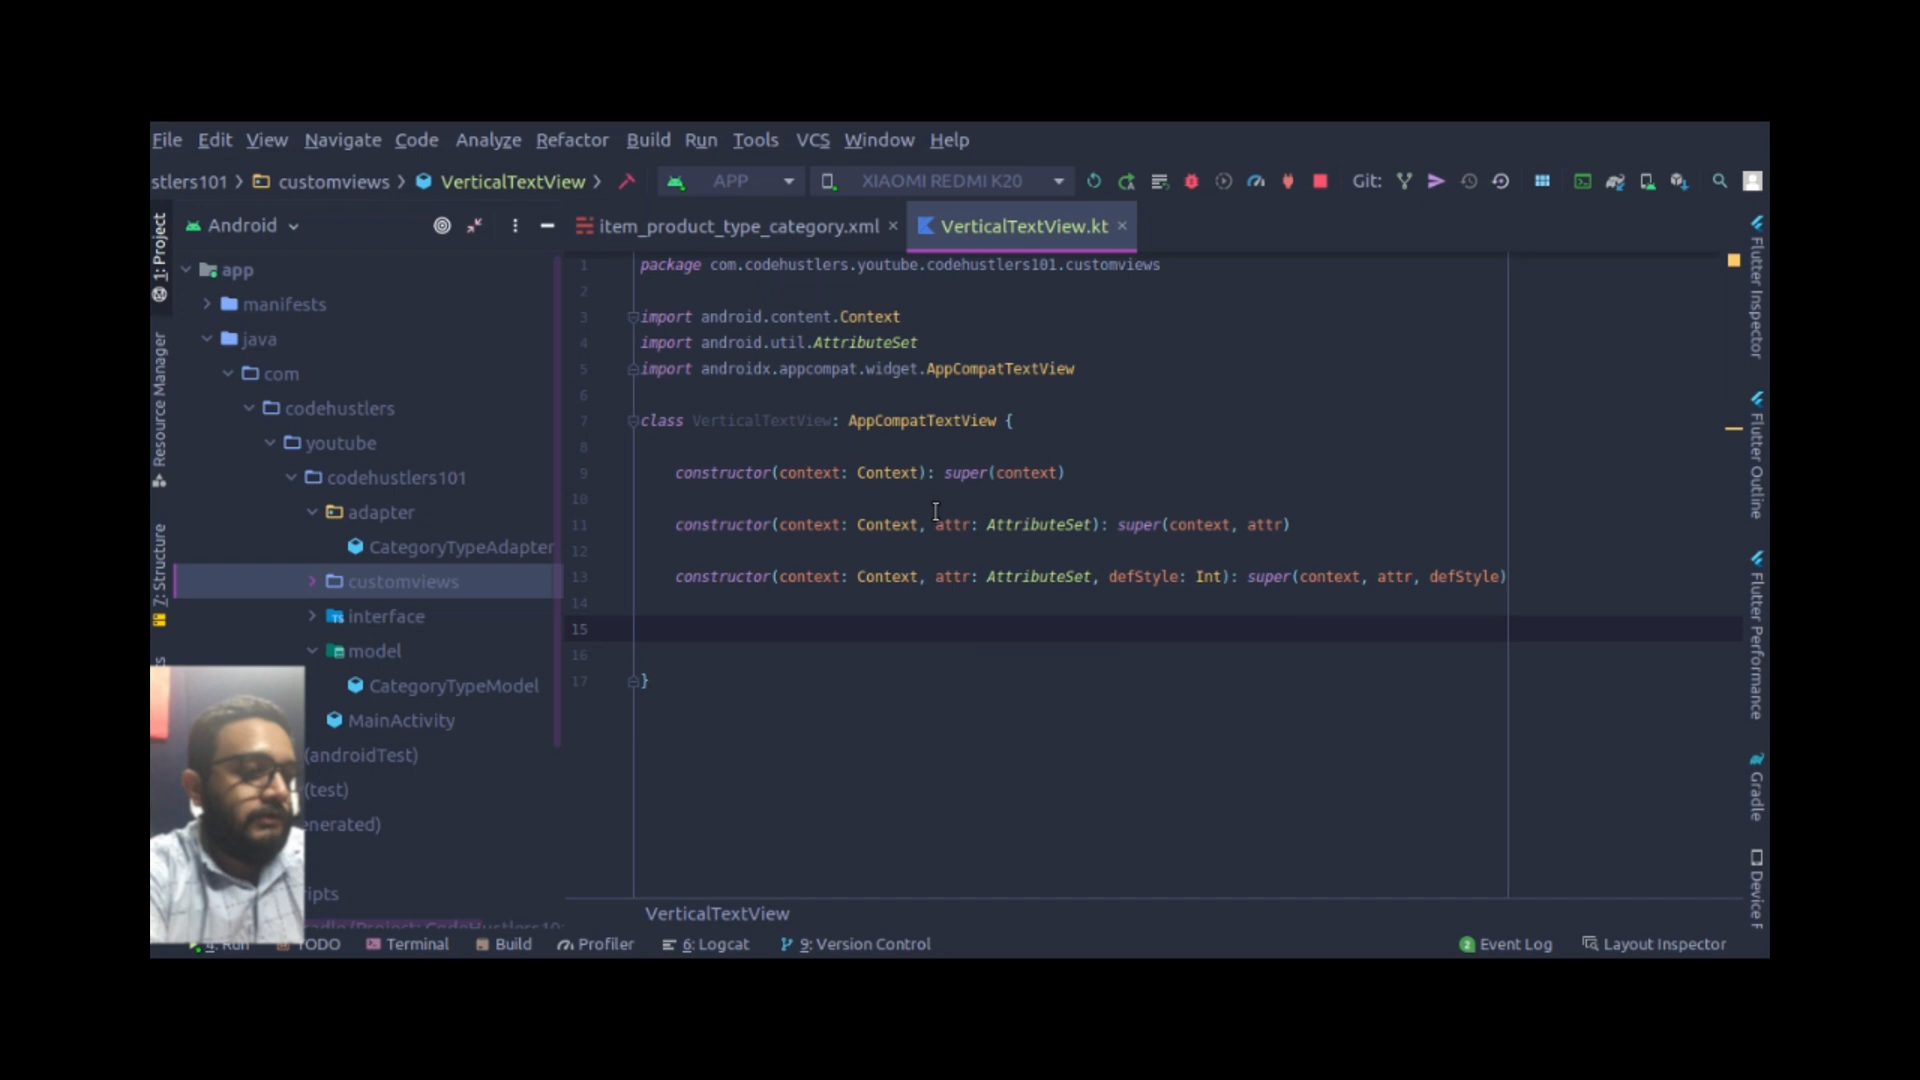 File Edit View Navigate Code Analyze Refactor Build Run Tools VCS Window Help
stlers101 customviews VerticalTextView APP XIAOMI REDMI K20 Git:
Android
item_product_type_category.xml
VerticalTextView.kt
1: Project
Resource Manager
7: Structure
app
manifests
java
com
codehustlers
youtube
codehustlers101
adapter
CategoryTypeAdapter
customviews
interface
model
CategoryTypeModel
MainActivity
(androidTest)
(test)
nerated)
ipts
1 package com.codehustlers.youtube.codehustlers101.customviews
2
3 import android.content.Context
4 import android.util.AttributeSet
5 import androidx.appcompat.widget.AppCompatTextView
6
7 class VerticalTextView: AppCompatTextView {
8
9 constructor(context: Context): super(context)
10
11 constructor(context: Context, attr: AttributeSet): super(context, attr)
12
13 constructor(context: Context, attr: AttributeSet, defStyle: Int): super(context, attr, defStyle)
14
15
16
17 }
Flutter Inspector
Flutter Outline
Flutter Performance
Gradle
Device F
VerticalTextView
4: Run TODO Terminal Build Profiler 6: Logcat 9: Version Control 2 Event Log Layout Inspector